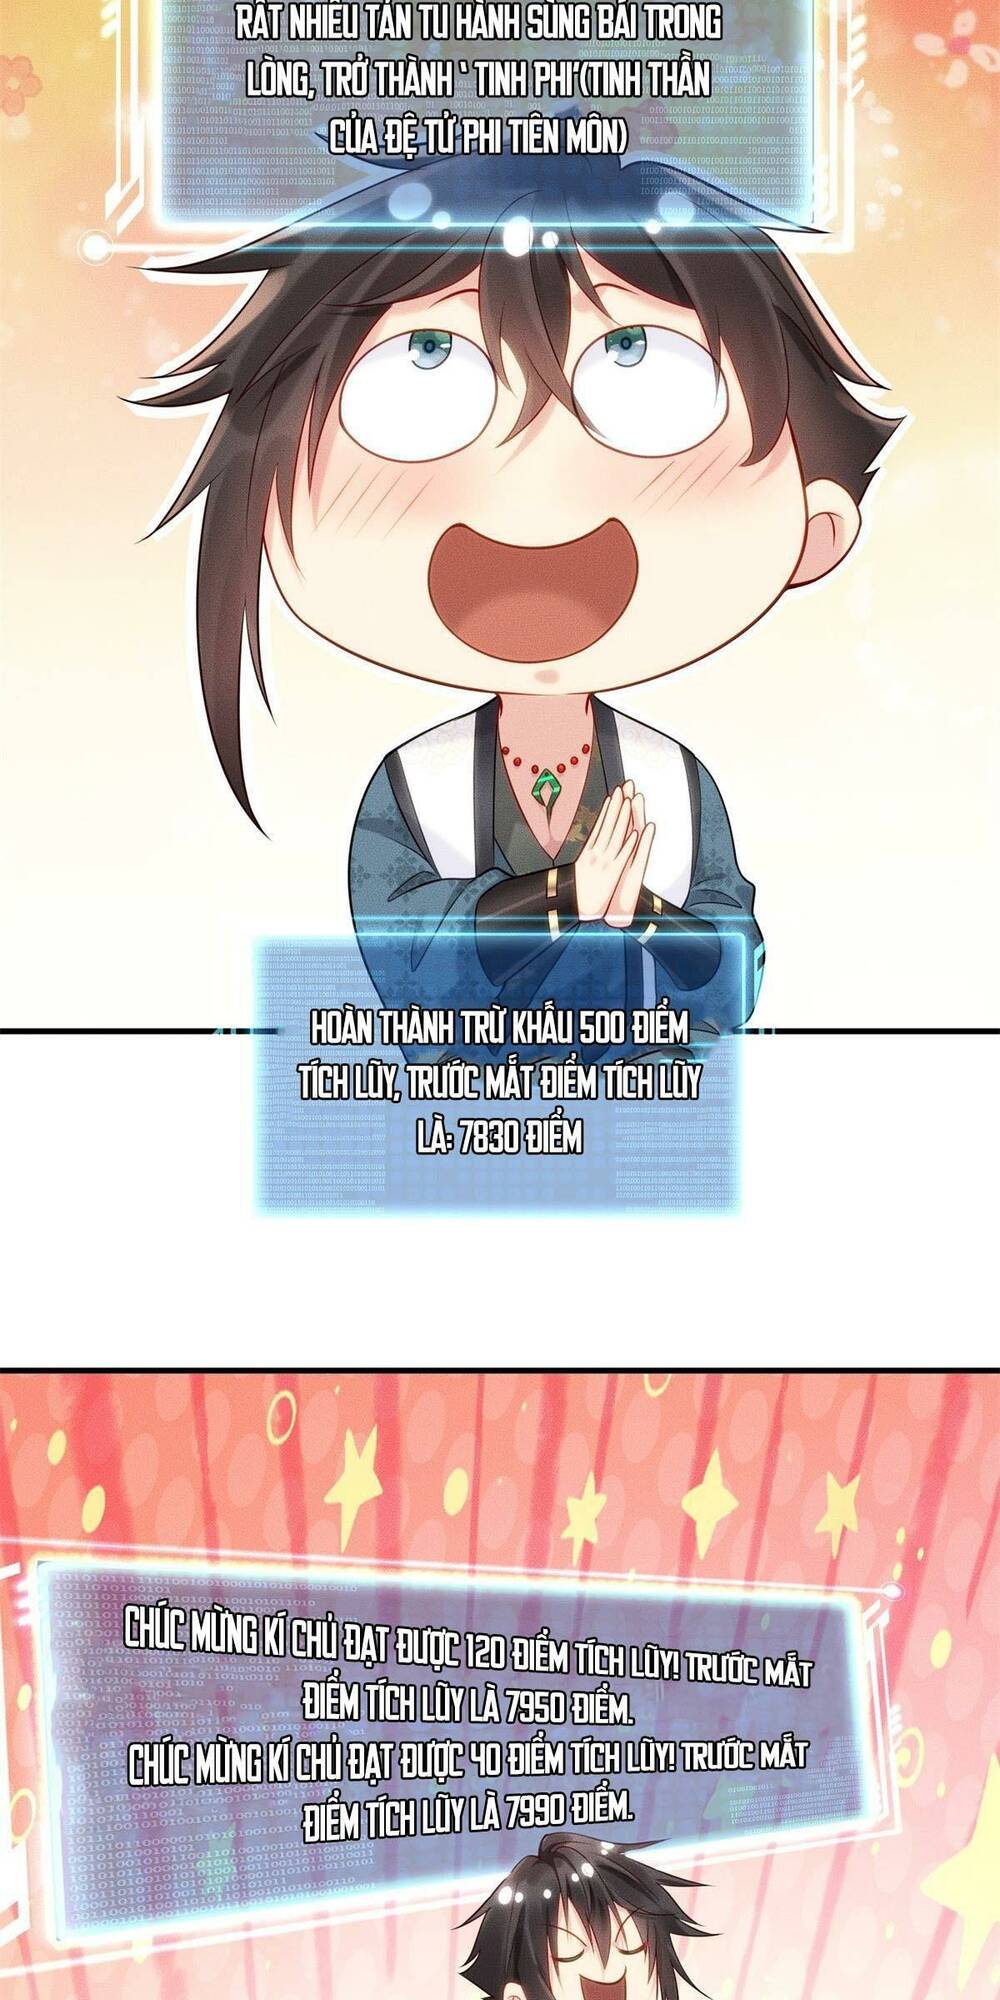 RẤT NHIỀU TÁN TU HÀNH SÙNG BÁI TRONG
LÒNG, TRỞ THÀNH ‘ TINH PHI’(TINH THẦN
CỦA ĐỆ TỬ PHI TIÊN MÔN)
HOÀN THÀNH TRỪ KHẤU 500 ĐIỂM
TÍCH LŨY, TRƯỚC MẮT ĐIỂM TÍCH LŨY
LÀ: 7830 ĐIỂM
CHÚC MỪNG KÍ CHỦ ĐẠT ĐƯỢC 120 ĐIỂM TÍCH LŨY! TRƯỚC MẮT
ĐIỂM TÍCH LŨY LÀ 7950 ĐIỂM.
CHÚC MỪNG KÍ CHỦ ĐẠT ĐƯỢC 40 ĐIỂM TÍCH LŨY! TRƯỚC MẮT
ĐIỂM TÍCH LŨY LÀ 7990 ĐIỂM.